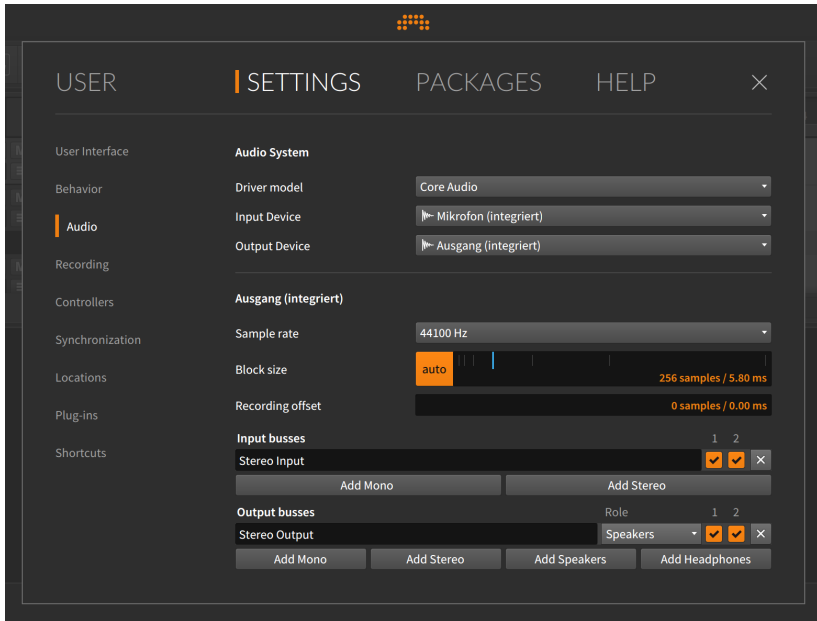 USER SETTINGS PACKAGES HELP
User Interface
Behavior
Audio
Recording
Controllers
Synchronization
Locations
Plug-ins
Shortcuts
Audio System
Driver model Core Audio
Input Device Mikrofon (integriert)
Output Device Ausgang (integriert)
Ausgang (integriert)
Sample rate 44100 Hz
Block size auto 256 samples / 5.80 ms
Recording offset 0 samples / 0.00 ms
Input busses 1 2
Stereo Input
Add Mono Add Stereo
Output busses Role 1 2
Stereo Output Speakers
Add Mono Add Stereo Add Speakers Add Headphones